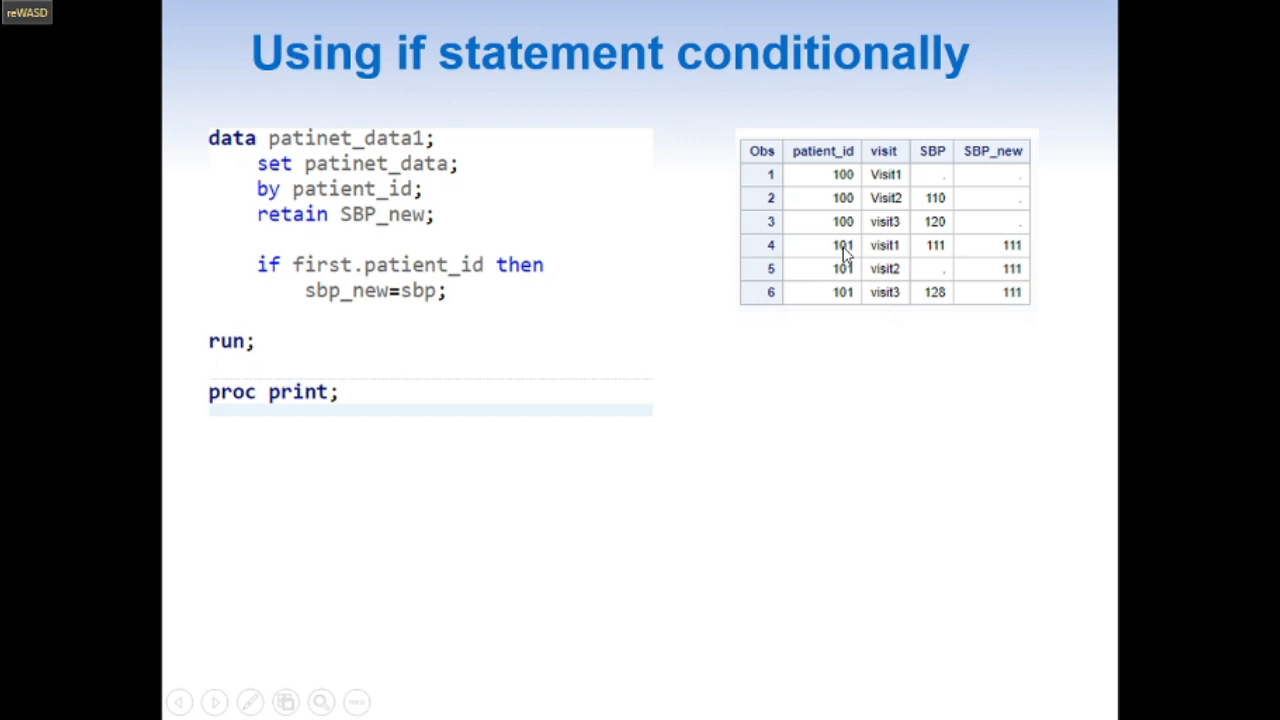 reWASD
Using if statement conditionally
data patinet_data1;
set patinet_data;
by patient_id;
retain SBP_new;
if first.patient_id then
sbp_new=sbp;
run;
proc print;
Obs patient_id visit SBP SBP_new
1 100 Visit1 . .
2 100 Visit2 110 .
3 100 visit3 120 .
4 101 visit1 111 111
5 101 visit2 . 111
6 101 visit3 128 111